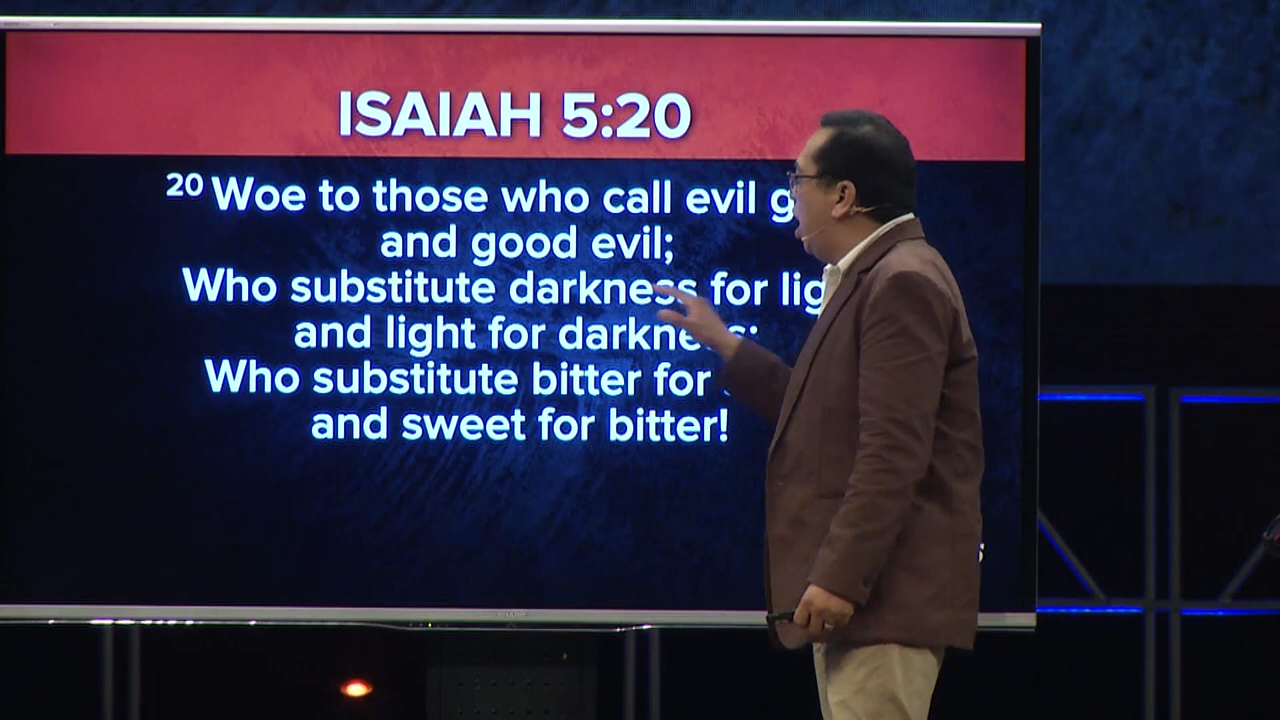 ISAIAH 5:20
20 Woe to those who call evil
and good evil;
Who substitute darkness for
and light for darkness;
Who substitute bitter for
and sweet for bitter!